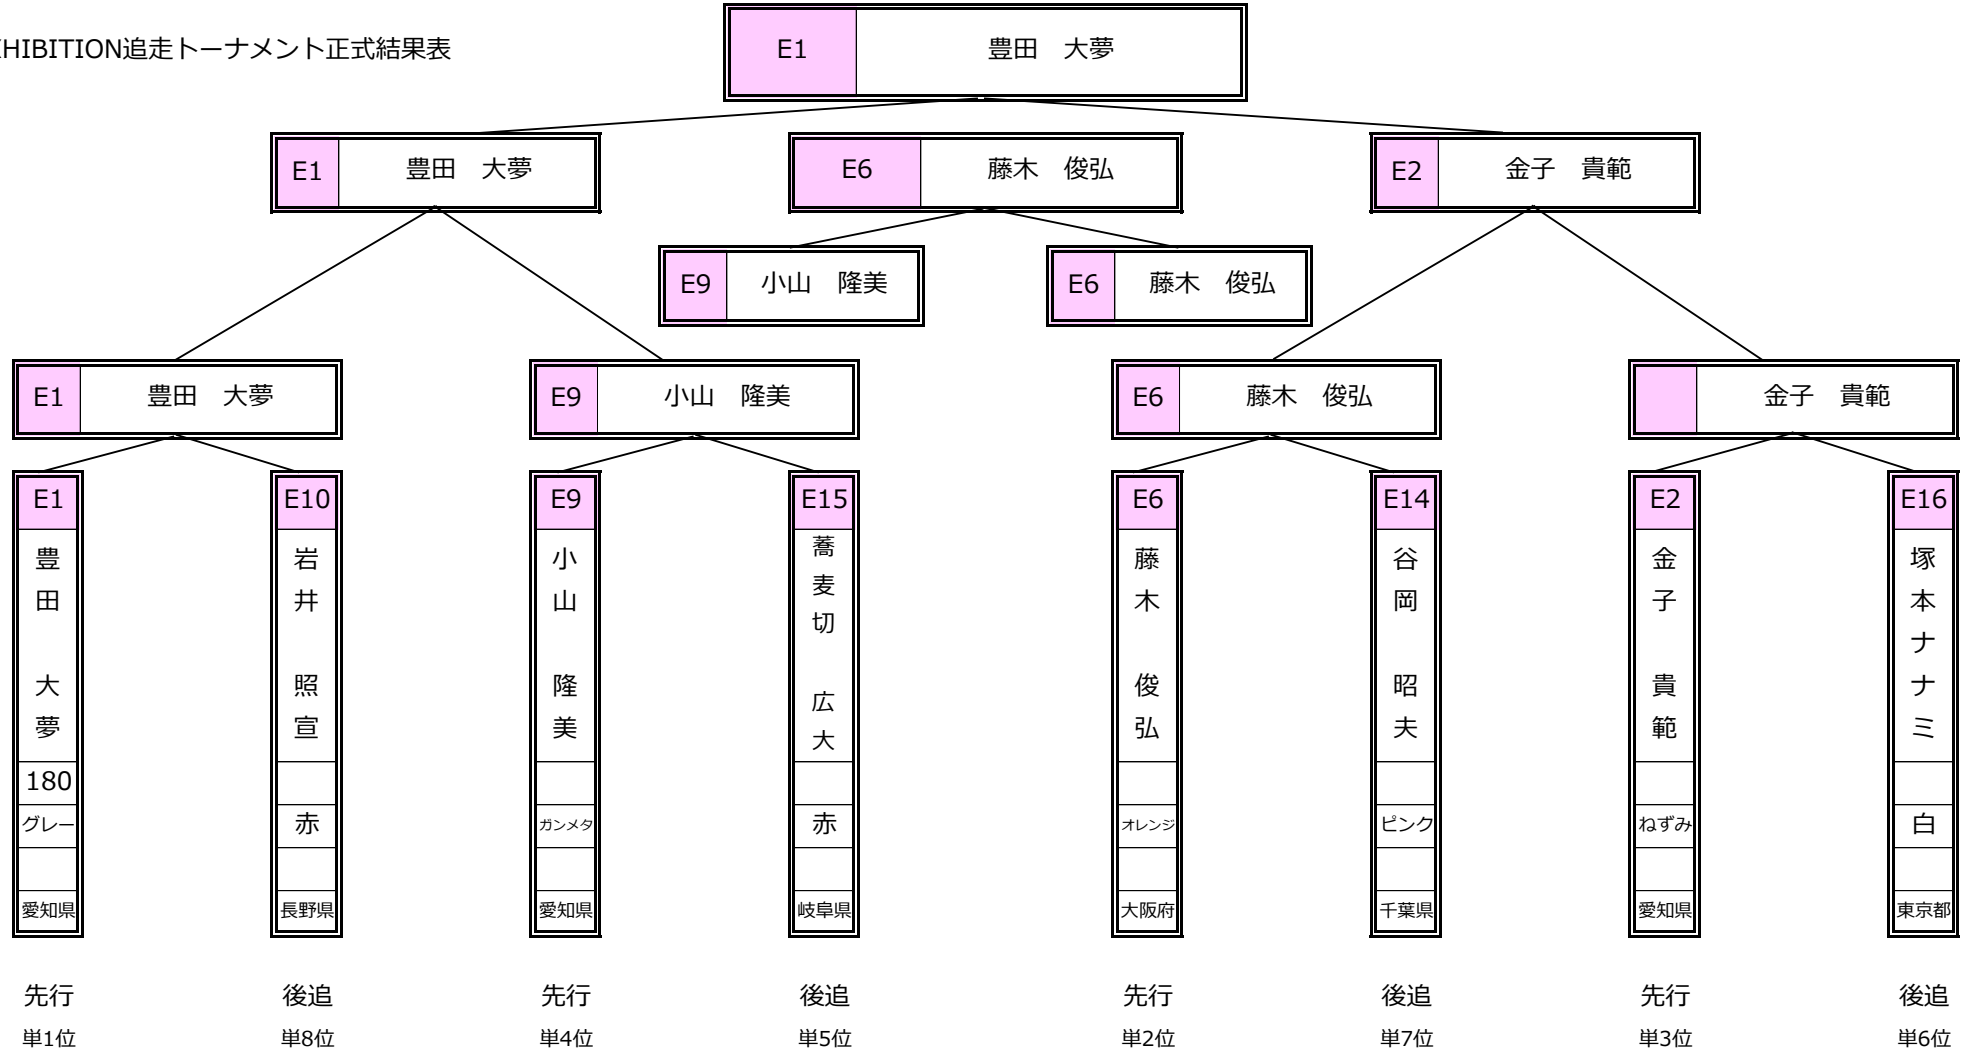 HIBITION追走トーナメント正式結果表
E1 豊田 大夢
E1 豊田 大夢
E6 藤木 俊弘
E2 金子 貴範
E9 小山 隆美
E6 藤木 俊弘
E1 豊田 大夢
E9 小山 隆美
E6 藤木 俊弘
金子 貴範
E1
豊田 大夢
180
グレー
愛知県
先行
単1位
E10
岩井 照宣
赤
長野県
後追
単8位
E9
小山 隆美
ガンメタ
愛知県
先行
単4位
E15
蕎麦切 広大
赤
岐阜県
後追
単5位
E6
藤木 俊弘
オレンジ
大阪府
先行
単2位
E14
谷岡 昭夫
ピンク
千葉県
後追
単7位
E2
金子 貴範
ねずみ
愛知県
先行
単3位
E16
塚本ナナミ
白
東京都
後追
単6位